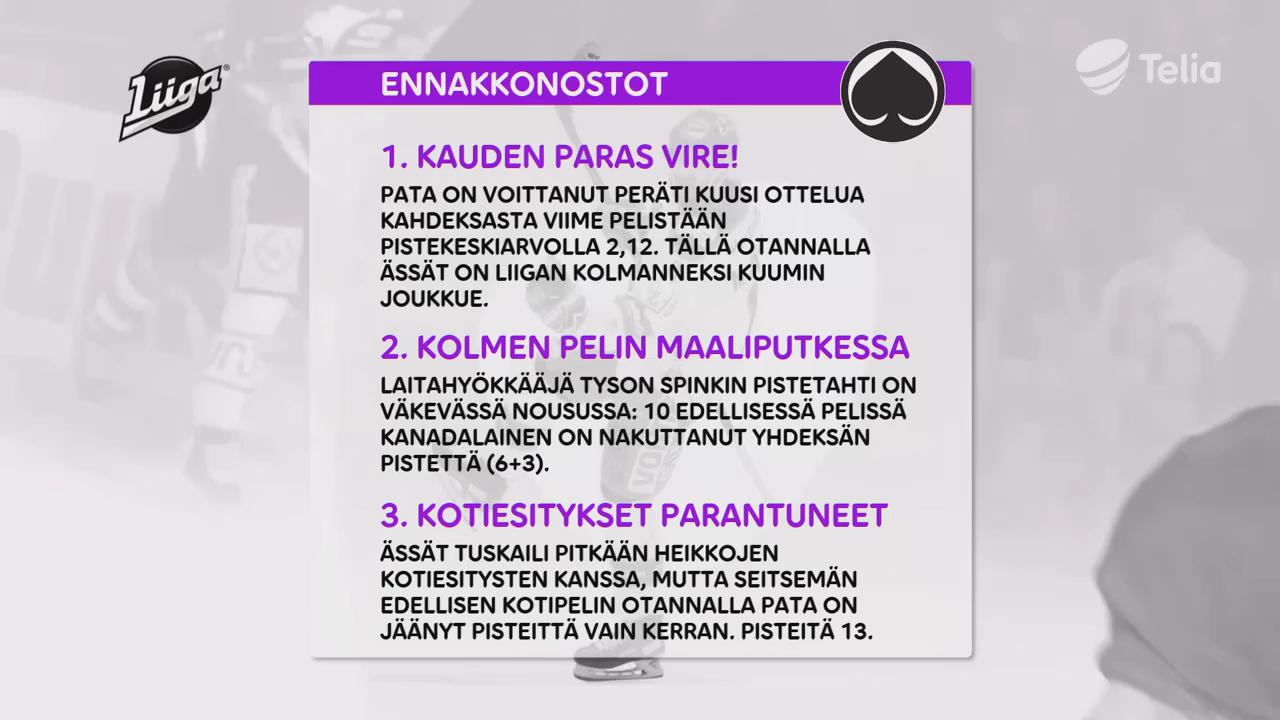 Liiga®
Telia
ENNAKKONOSTOT
1. KAUDEN PARAS VIRE!
PATA ON VOITTANUT PERÄTI KUUSI OTTELUA
KAHDEKSASTA VIIME PELISTÄÄN
PISTEKESKIARVOLLA 2,12. TÄLLÄ OTANNALLA
ÄSSÄT ON LIIGAN KOLMANNEKSI KUUMIN
JOUKKUE.
2. KOLMEN PELIN MAALIPUTKESSA
LAITAHYÖKKÄÄJÄ TYSON SPINKIN PISTETAHTI ON
VÄKEVÄSSÄ NOUSUSSA: 10 EDELLISESSÄ PELISSÄ
KANADALAINEN ON NAKUTTANUT YHDEKSÄN
PISTETTÄ (6+3).
3. KOTIESITYKSET PARANTUNEET
ÄSSÄT TUSKAILI PITKÄÄN HEIKKOJEN
KOTIESITYSTEN KANSSA, MUTTA SEITSEMÄN
EDELLISEN KOTIPELIN OTANNALLA PATA ON
JÄÄNYT PISTEITTÄ VAIN KERRAN. PISTEITÄ 13.